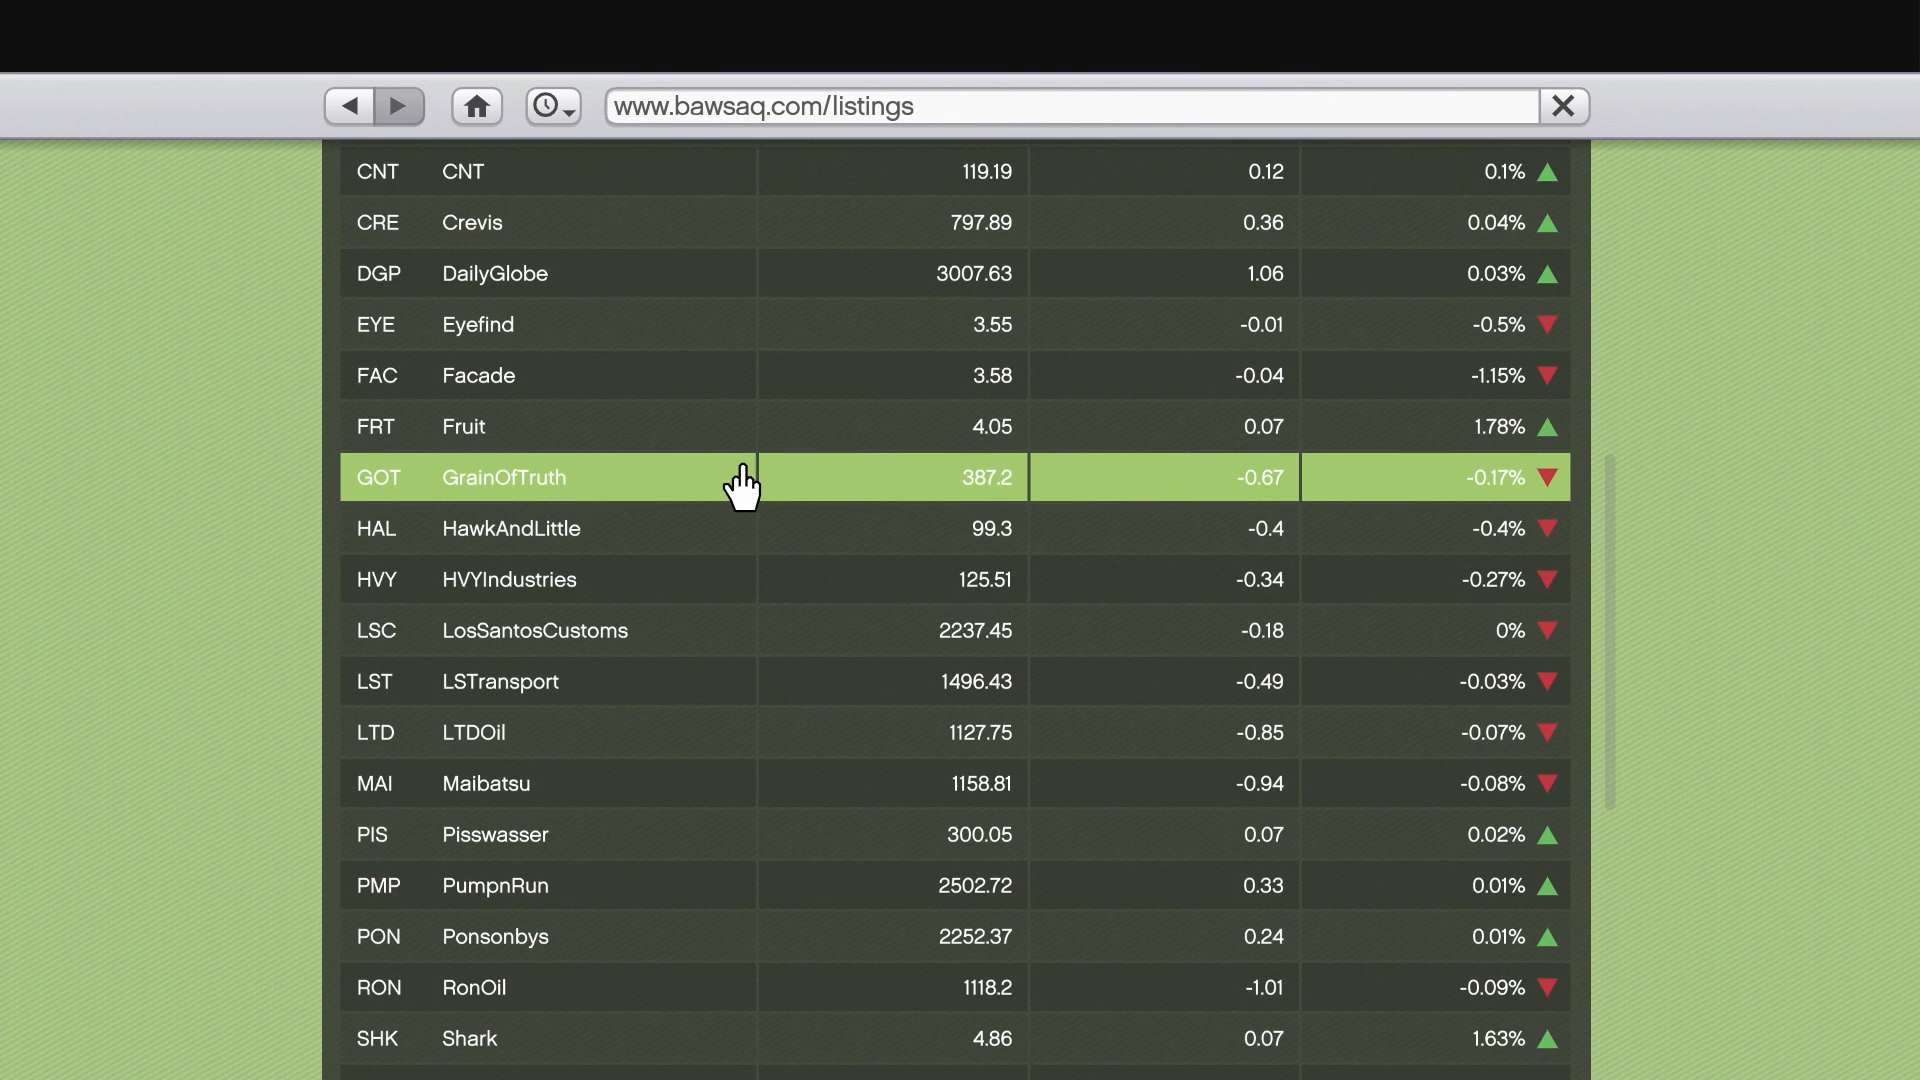 www.bawsaq.com/listings
CNT CNT 119.19 0.12 0.1%
CRE Crevis 797.89 0.36 0.04%
DGP DailyGlobe 3007.63 1.06 0.03%
EYE Eyefind 3.55 -0.01 -0.5%
FAC Facade 3.58 -0.04 -1.15%
FRT Fruit 4.05 0.07 1.78%
GOT GrainOfTruth 387.2 -0.67 -0.17%
HAL HawkAndLittle 99.3 -0.4 -0.4%
HVY HVYIndustries 125.51 -0.34 -0.27%
LSC LosSantosCustoms 2237.45 -0.18 0%
LST LSTransport 1496.43 -0.49 -0.03%
LTD LTDOil 1127.75 -0.85 -0.07%
MAI Maibatsu 1158.81 -0.94 -0.08%
PIS Pisswasser 300.05 0.07 0.02%
PMP PumpnRun 2502.72 0.33 0.01%
PON Ponsonbys 2252.37 0.24 0.01%
RON RonOil 1118.2 -1.01 -0.09%
SHK Shark 4.86 0.07 1.63%